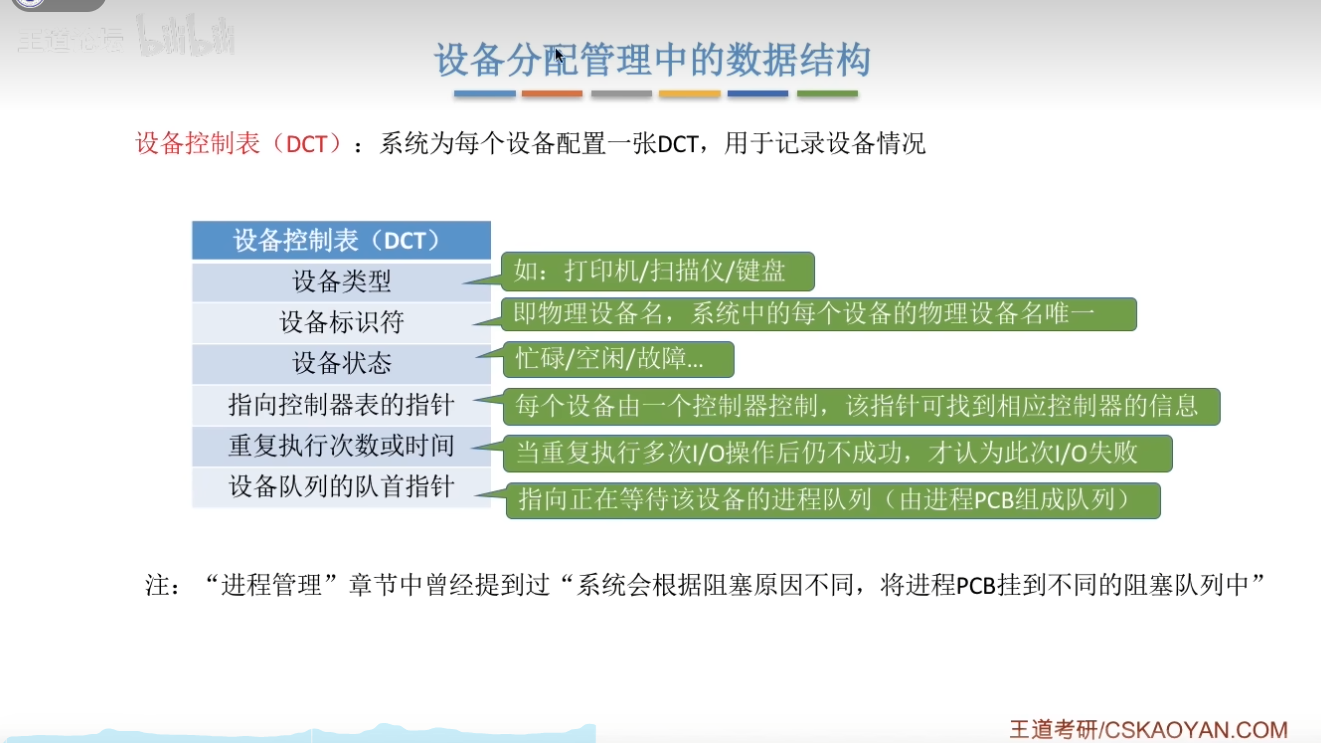 王道论坛 bilibili
设备分配管理中的数据结构
设备控制表（DCT）：系统为每个设备配置一张DCT，用于记录设备情况
设备控制表（DCT）
设备类型
如：打印机/扫描仪/键盘
设备标识符
即物理设备名，系统中的每个设备的物理设备名唯一
设备状态
忙碌/空闲/故障...
指向控制器表的指针
每个设备由一个控制器控制，该指针可找到相应控制器的信息
重复执行次数或时间
当重复执行多次I/O操作后仍不成功，才认为此次I/O失败
设备队列的队首指针
指向正在等待该设备的进程队列（由进程PCB组成队列）
注：“进程管理”章节中曾经提到过“系统会根据阻塞原因不同，将进程PCB挂到不同的阻塞队列中”
王道考研/CSKAOYAN.COM